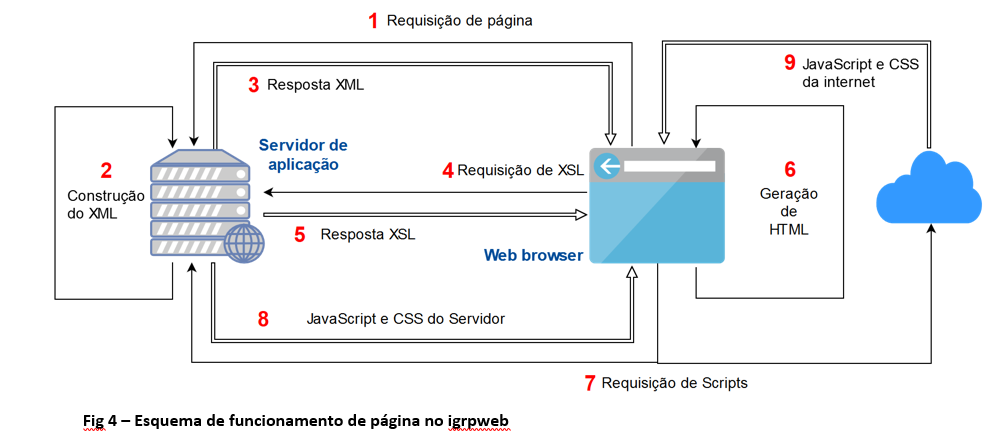 1 Requisição de página
3 Resposta XML
9 JavaScript e CSS
da internet
Servidor de
aplicação
2
Construção
do XML
4 Requisição de XSL
6
Geração
de
HTML
5 Resposta XSL
Web browser
8 JavaScript e CSS do Servidor
7 Requisição de Scripts
Fig 4 – Esquema de funcionamento de página no igrpweb